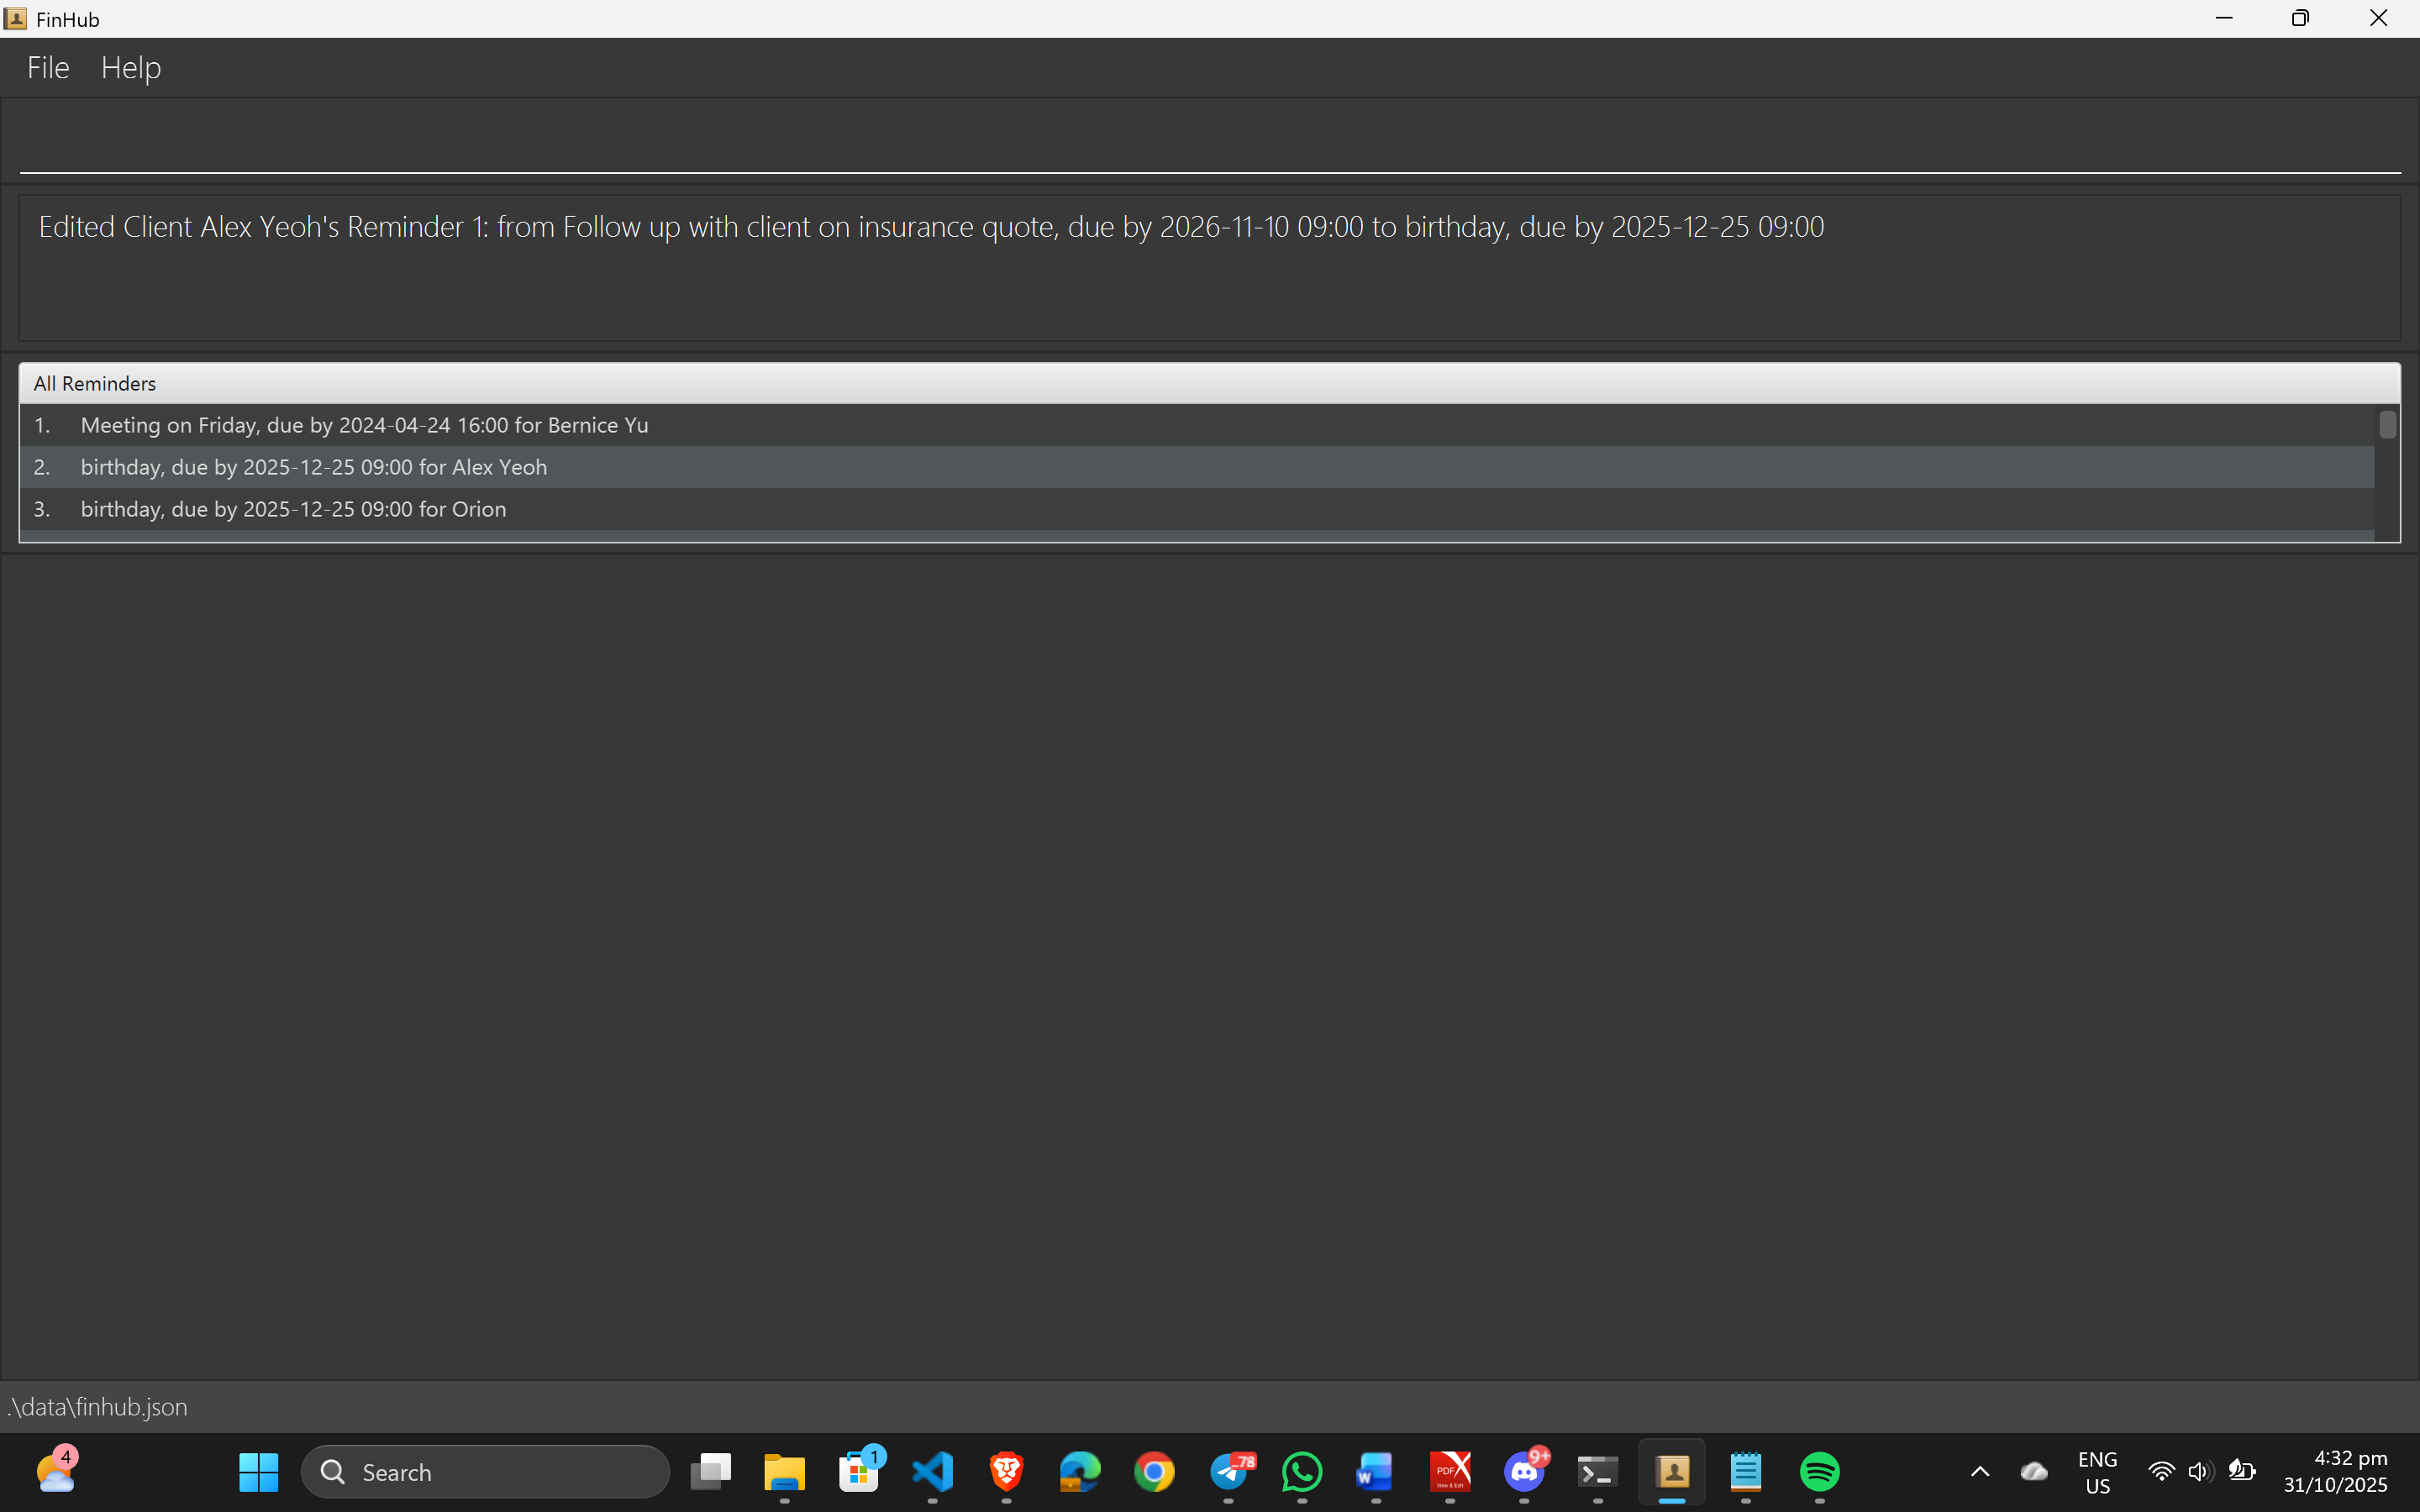 FinHub
File Help
Edited Client Alex Yeoh's Reminder 1: from Follow up with client on insurance quote, due by 2026-11-10 09:00 to birthday, due by 2025-12-25 09:00
All Reminders
1. Meeting on Friday, due by 2024-04-24 16:00 for Bernice Yu
2. birthday, due by 2025-12-25 09:00 for Alex Yeoh
3. birthday, due by 2025-12-25 09:00 for Orion
.\data\finhub.json
4
Search
1
78
W
PDF
View & Edit
9+
ENG
US
4:32 pm
31/10/2025